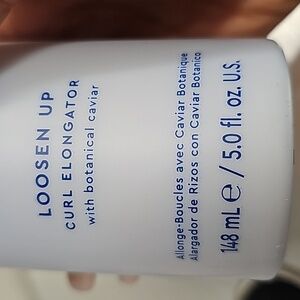 LOOSEN UP
CURL ELONGATOR
with botanical caviar
Allonge-Boucles avec Caviar Botanique
Alargador de Rizos con Caviar Botánico
148 mL e / 5.0 fl. oz. U.S.